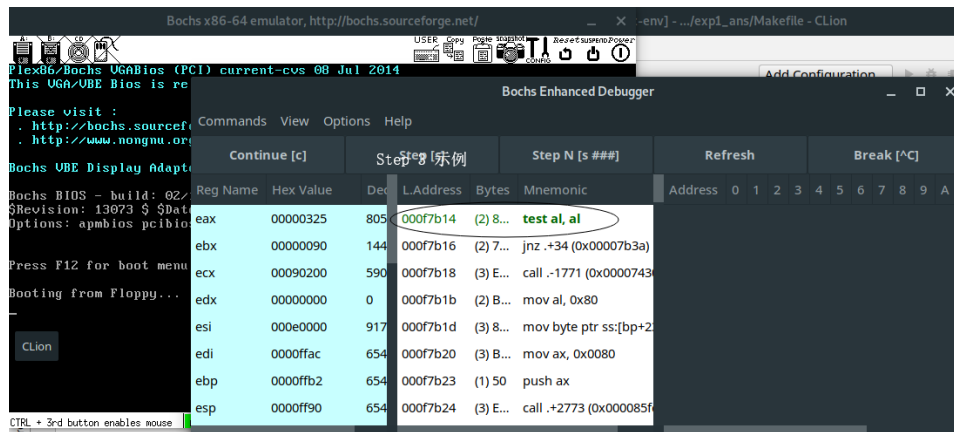 Bochs x86-64 emulator, http://bochs.sourceforge.net/
-env] - .../exp1_ans/Makefile - CLion
USER Copy Paste snapshot Reset SUSPEND Power
CONFIG
Add Configuration...
Plex86/Bochs VGABios (PCI) current-cvs 08 Jul 2014
This VGA/VBE Bios is re
Please visit :
. http://bochs.sourcef
. http://www.nongnu.or
Bochs VBE Display Adapte
Bochs BIOS - build: 02/
$Revision: 13073 $ $Dat
Options: apmbios pcibio
Press F12 for boot menu
Booting from Floppy...
CLion
CTRL + 3rd button enables mouse
Bochs Enhanced Debugger
Commands View Options Help
Continue [c] Step [s] Step N [s ###] Refresh Break [^C]
Step 8 示例
Reg Name Hex Value Dec L.Address Bytes Mnemonic Address 0 1 2 3 4 5 6 7 8 9 A
eax 00000325 805 000f7b14 (2) 8... test al, al
ebx 00000090 144 000f7b16 (2) 7... jnz .+34 (0x00007b3a)
ecx 00090200 590 000f7b18 (3) E... call .-1771 (0x0000743
edx 00000000 0 000f7b1b (2) B... mov al, 0x80
esi 000e0000 917 000f7b1d (3) 8... mov byte ptr ss:[bp+2
edi 0000ffac 654 000f7b20 (3) B... mov ax, 0x0080
ebp 0000ffb2 654 000f7b23 (1) 50 push ax
esp 0000ff90 654 000f7b24 (3) E... call .+2773 (0x000085f